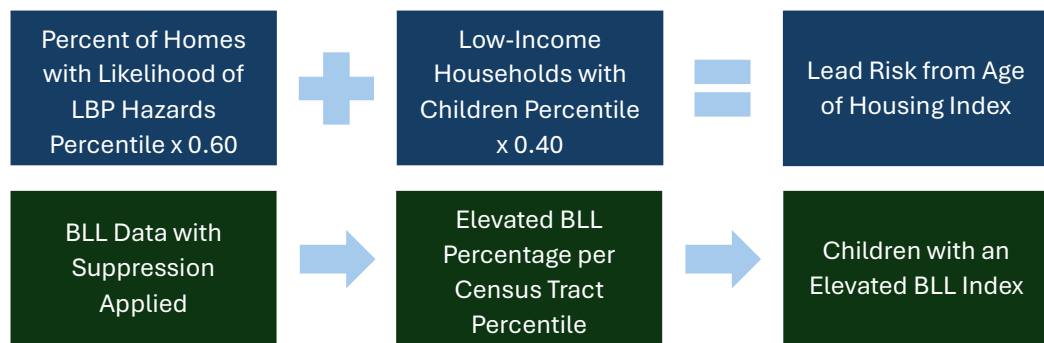 Percent of Homes
with Likelihood of
LBP Hazards
Percentile x 0.60
Low-Income
Households with
Children Percentile
x 0.40
Lead Risk from Age
of Housing Index
BLL Data with
Suppression
Applied
Elevated BLL
Percentage per
Census Tract
Percentile
Children with an
Elevated BLL Index